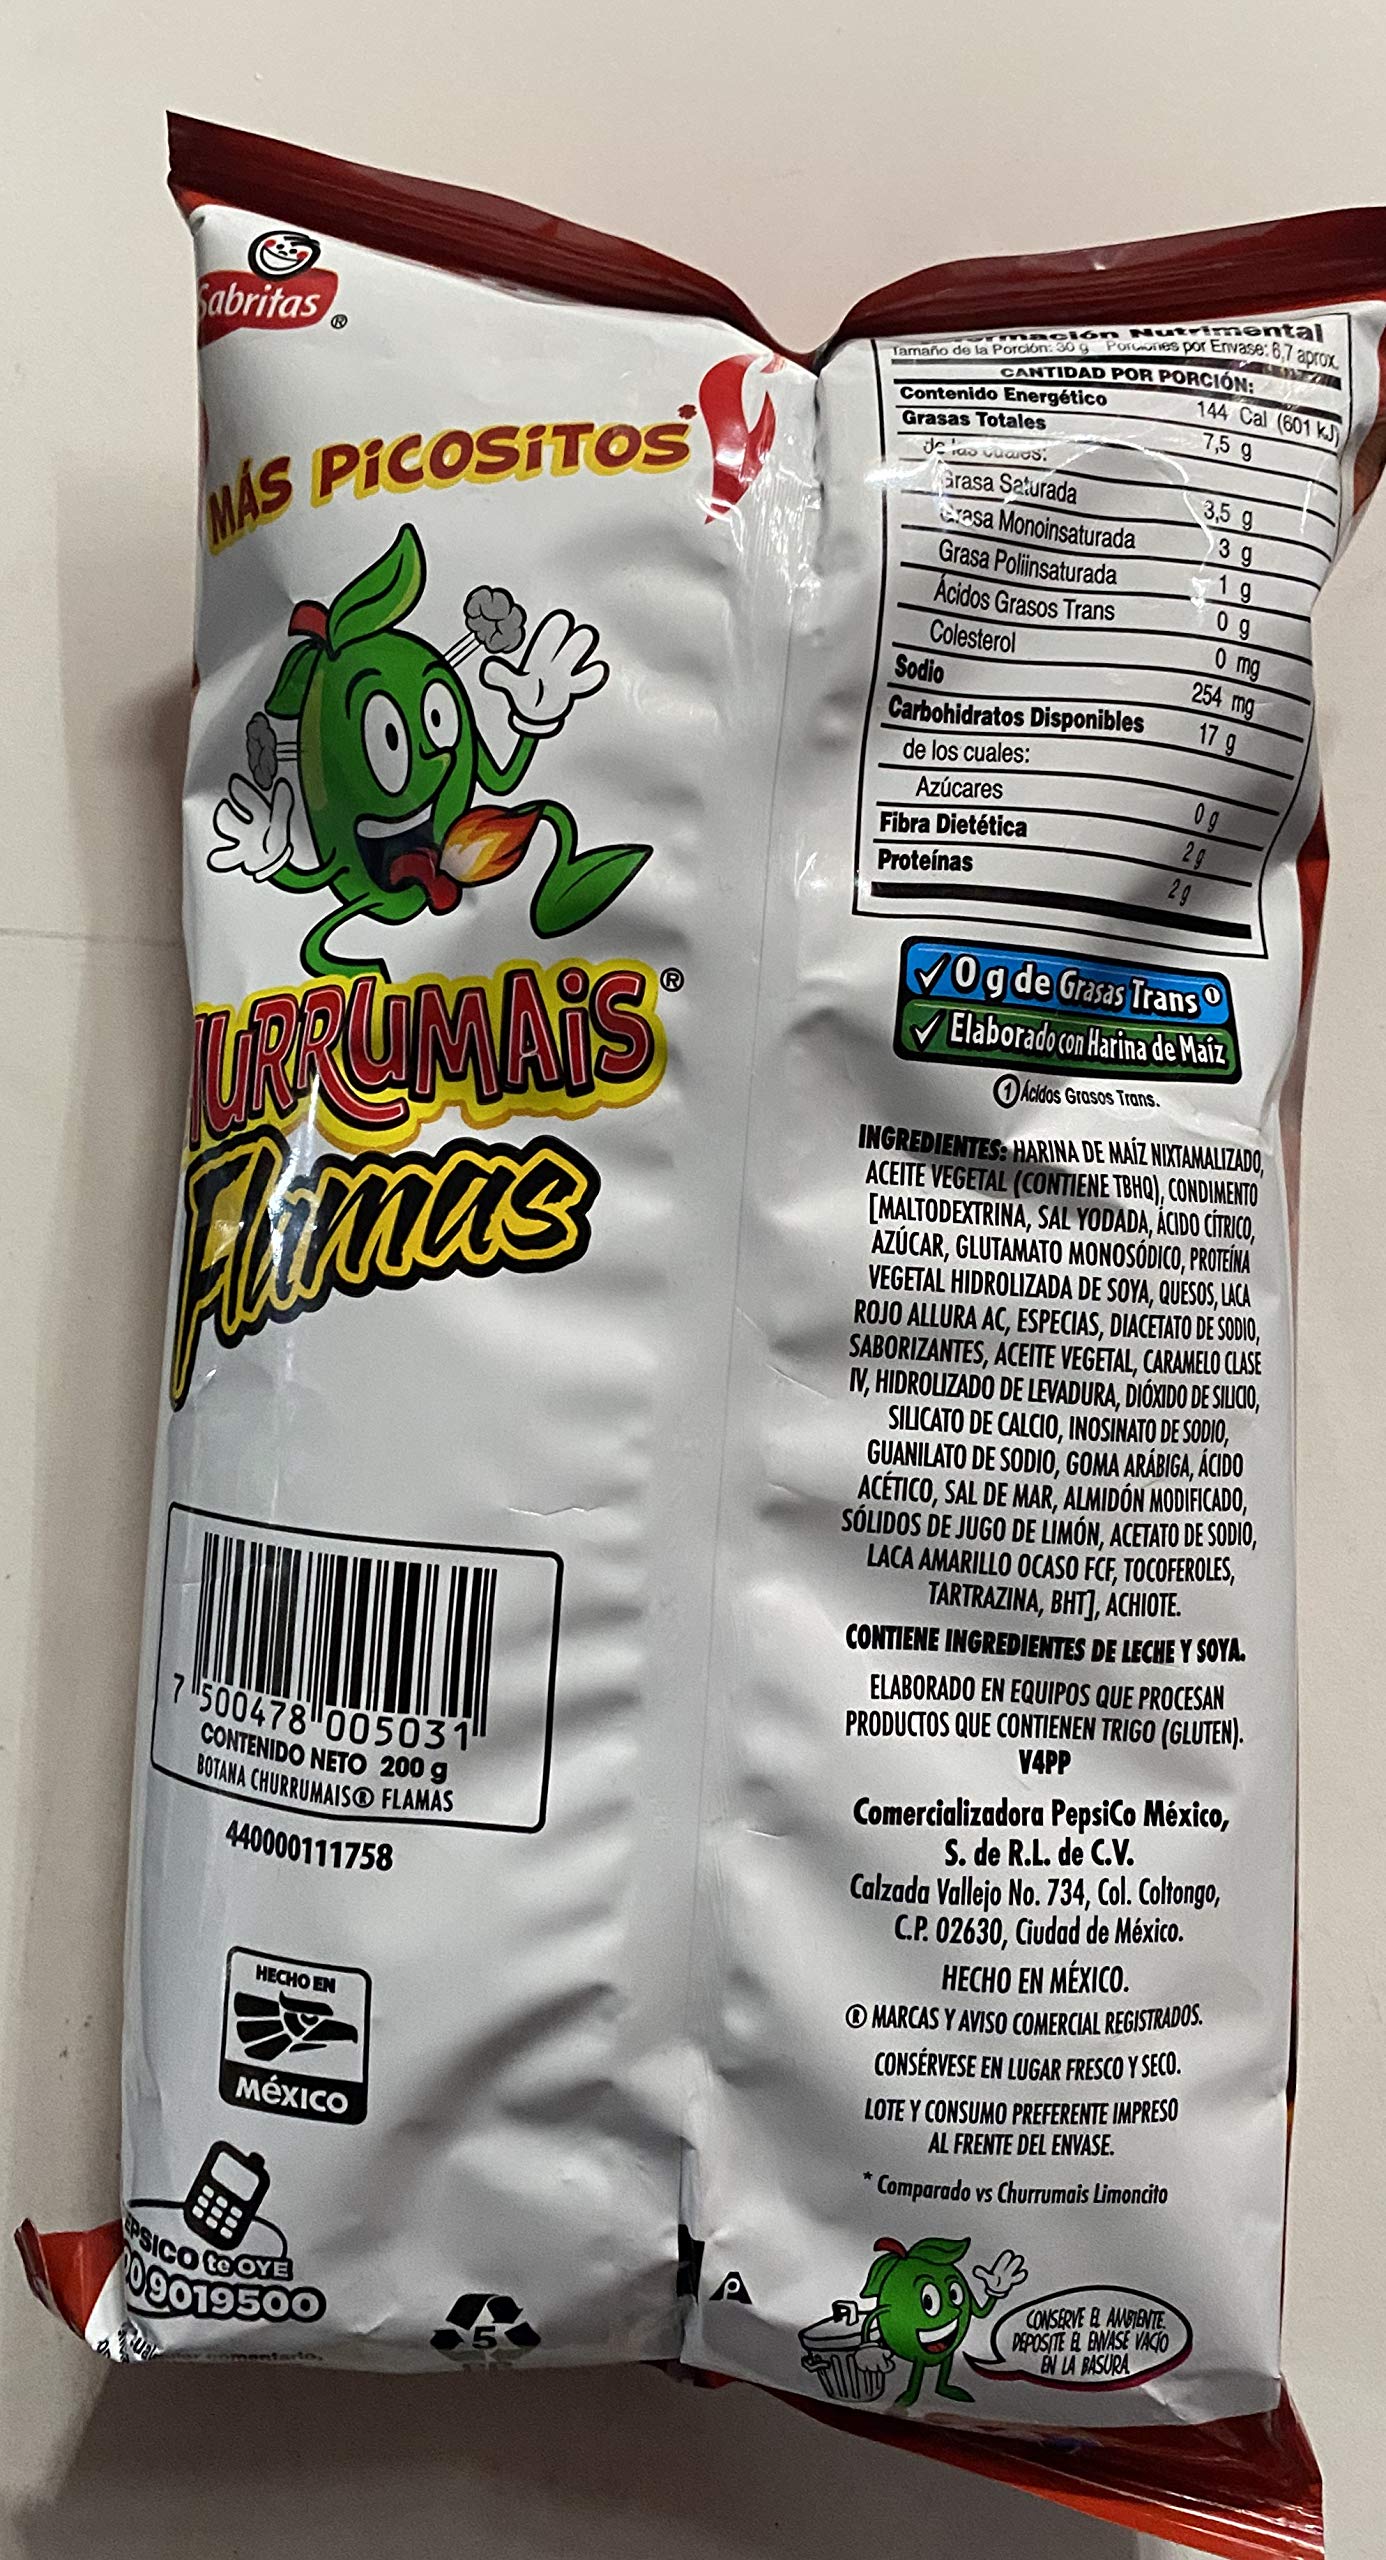 Sabritas ®
MÁS PiCOSiTOS*
URRUMAiS®
Flamas
7 500478 005031
CONTENIDO NETO 200 g
BOTANA CHURRUMAIS® FLAMAS
440000111758
HECHO EN
MéXICO
PSICO te OYE
09019500
5
Nutrimental
Tamaño de la Porción: 30 g Porciones por Envase: 6,7 aprox.
CANTIDAD POR PORCIÓN:
Contenido Energético 144 Cal (601 kJ)
Grasas Totales 7,5 g
de las cuales:
Grasa Saturada 3,5 g
Grasa Monoinsaturada 3 g
Grasa Poliinsaturada 1 g
Ácidos Grasos Trans 0 g
Colesterol 0 mg
Sodio 254 mg
Carbohidratos Disponibles 17 g
de los cuales:
Azúcares 0 g
Fibra Dietética 2 g
Proteínas 2 g
✓ 0 g de Grasas Trans ①
✓ Elaborado con Harina de Maíz
① Ácidos Grasos Trans.
INGREDIENTES: HARINA DE MAÍZ NIXTAMALIZADO,
ACEITE VEGETAL (CONTIENE TBHQ), CONDIMENTO
[MALTODEXTRINA, SAL YODADA, ÁCIDO CÍTRICO,
AZÚCAR, GLUTAMATO MONOSÓDICO, PROTEÍNA
VEGETAL HIDROLIZADA DE SOYA, QUESOS, LACA
ROJO ALLURA AC, ESPECIAS, DIACETATO DE SODIO,
SABORIZANTES, ACEITE VEGETAL, CARAMELO CLASE
IV, HIDROLIZADO DE LEVADURA, DIÓXIDO DE SILICIO,
SILICATO DE CALCIO, INOSINATO DE SODIO,
GUANILATO DE SODIO, GOMA ARÁBIGA, ÁCIDO
ACÉTICO, SAL DE MAR, ALMIDÓN MODIFICADO,
SÓLIDOS DE JUGO DE LIMÓN, ACETATO DE SODIO,
LACA AMARILLO OCASO FCF, TOCOFEROLES,
TARTRAZINA, BHT], ACHIOTE.
CONTIENE INGREDIENTES DE LECHE Y SOYA.
ELABORADO EN EQUIPOS QUE PROCESAN
PRODUCTOS QUE CONTIENEN TRIGO (GLUTEN).
V4PP
Comercializadora PepsiCo México,
S. de R.L. de C.V.
Calzada Vallejo No. 734, Col. Coltongo,
C.P. 02630, Ciudad de México.
HECHO EN MÉXICO.
® MARCAS Y AVISO COMERCIAL REGISTRADOS.
CONSÉRVESE EN LUGAR FRESCO Y SECO.
LOTE Y CONSUMO PREFERENTE IMPRESO
AL FRENTE DEL ENVASE.
* Comparado vs Churrumais Limoncito
CONSERVE EL AMBIENTE.
DEPOSITE EL ENVASE VACÍO
EN LA BASURA